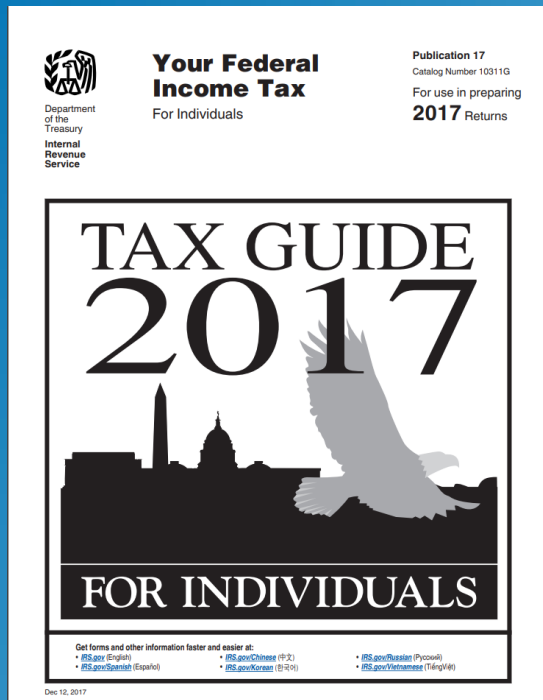 Department
of the
Treasury
Internal
Revenue
Service
Your Federal
Income Tax
For Individuals
Publication 17
Catalog Number 10311G
For use in preparing
2017 Returns
TAX GUIDE
2017
FOR INDIVIDUALS
Get forms and other information faster and easier at:
• IRS.gov (English)
• IRS.gov/Spanish (Español)
• IRS.gov/Chinese (中文)
• IRS.gov/Korean (한국어)
• IRS.gov/Russian (Pусский)
• IRS.gov/Vietnamese (TiếngViệt)
Dec 12, 2017